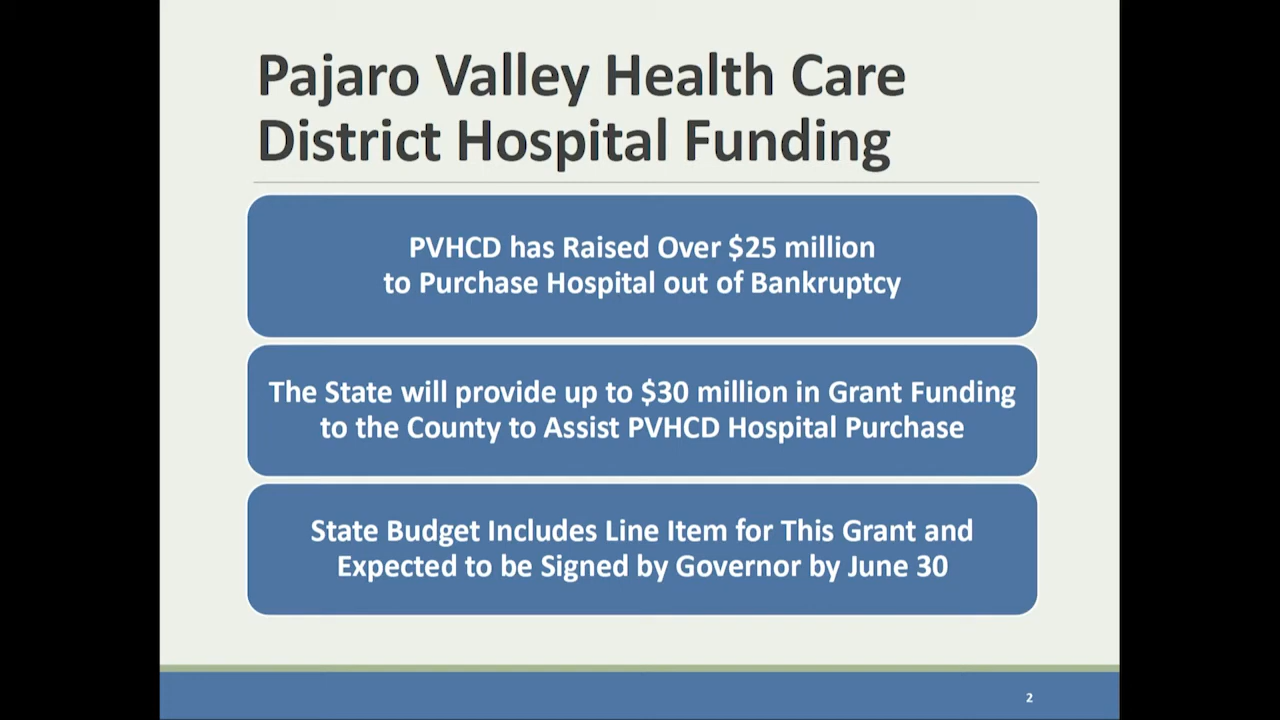 Pajaro Valley Health Care
District Hospital Funding
PVHCD has Raised Over $25 million
to Purchase Hospital out of Bankruptcy
The State will provide up to $30 million in Grant Funding
to the County to Assist PVHCD Hospital Purchase
State Budget Includes Line Item for This Grant and
Expected to be Signed by Governor by June 30
2